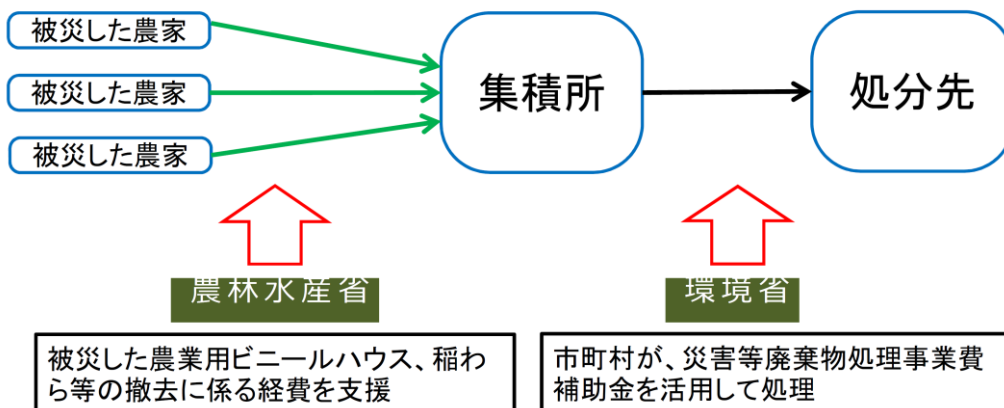 被災した農家
被災した農家
被災した農家
集積所
処分先
農林水産省
環境省
被災した農業用ビニールハウス、稲わ
ら等の撤去に係る経費を支援
市町村が、災害等廃棄物処理事業費
補助金を活用して処理